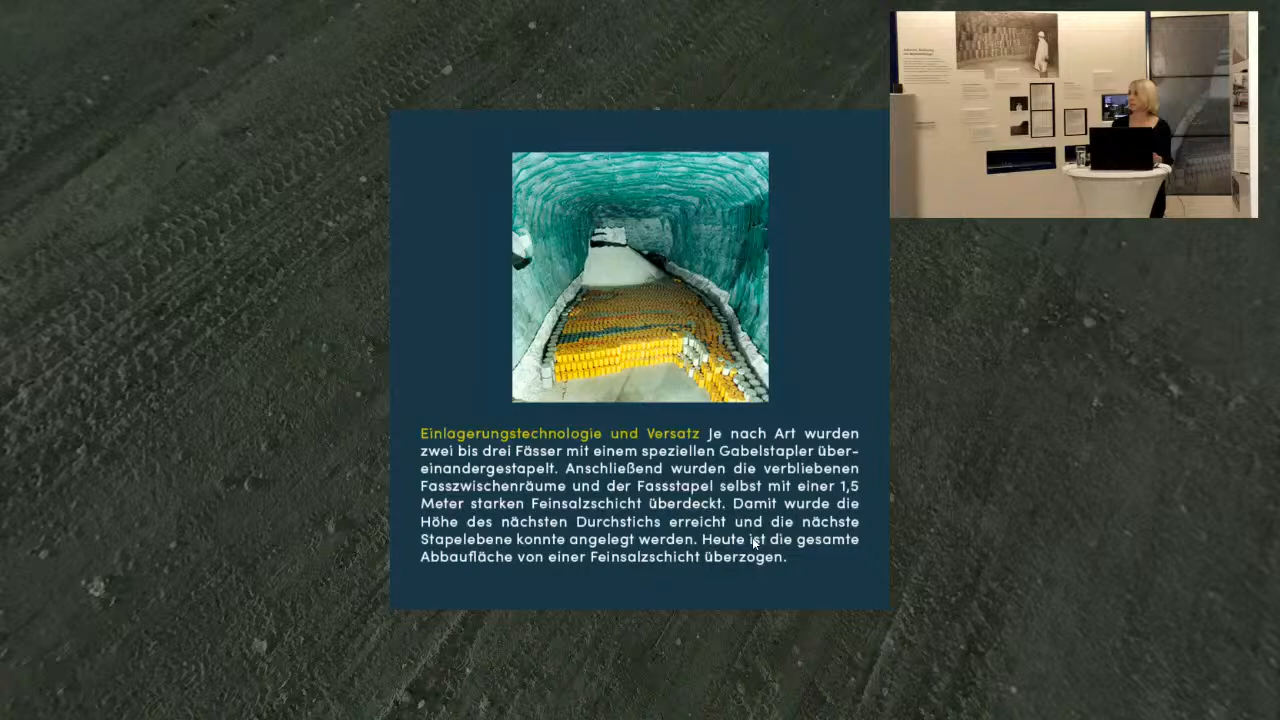 Einlagerungstechnologie und Versatz Je nach Art wurden
zwei bis drei Fässer mit einem speziellen Gabelstapler über-
einandergestapelt. Anschließend wurden die verbliebenen
Fasszwischenräume und der Fassstapel selbst mit einer 1,5
Meter starken Feinsalzschicht überdeckt. Damit wurde die
Höhe des nächsten Durchstichs erreicht und die nächste
Stapelebene konnte angelegt werden. Heute ist die gesamte
Abbaufläche von einer Feinsalzschicht überzogen.